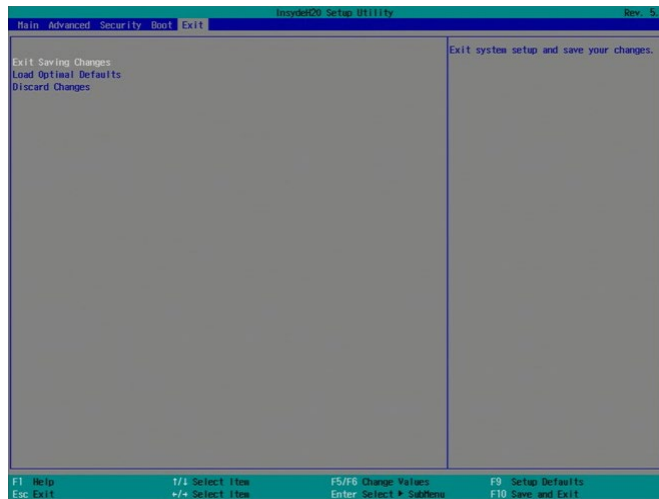 InsydeH20 Setup Utility Rev. 5.
Main Advanced Security Boot Exit
Exit Saving Changes
Load Optimal Defaults
Discard Changes
Exit system setup and save your changes.
F1 Help ↑/↓ Select Item F5/F6 Change Values F9 Setup Defaults
Esc Exit ←/→ Select Item Enter Select ▶ SubMenu F10 Save and Exit